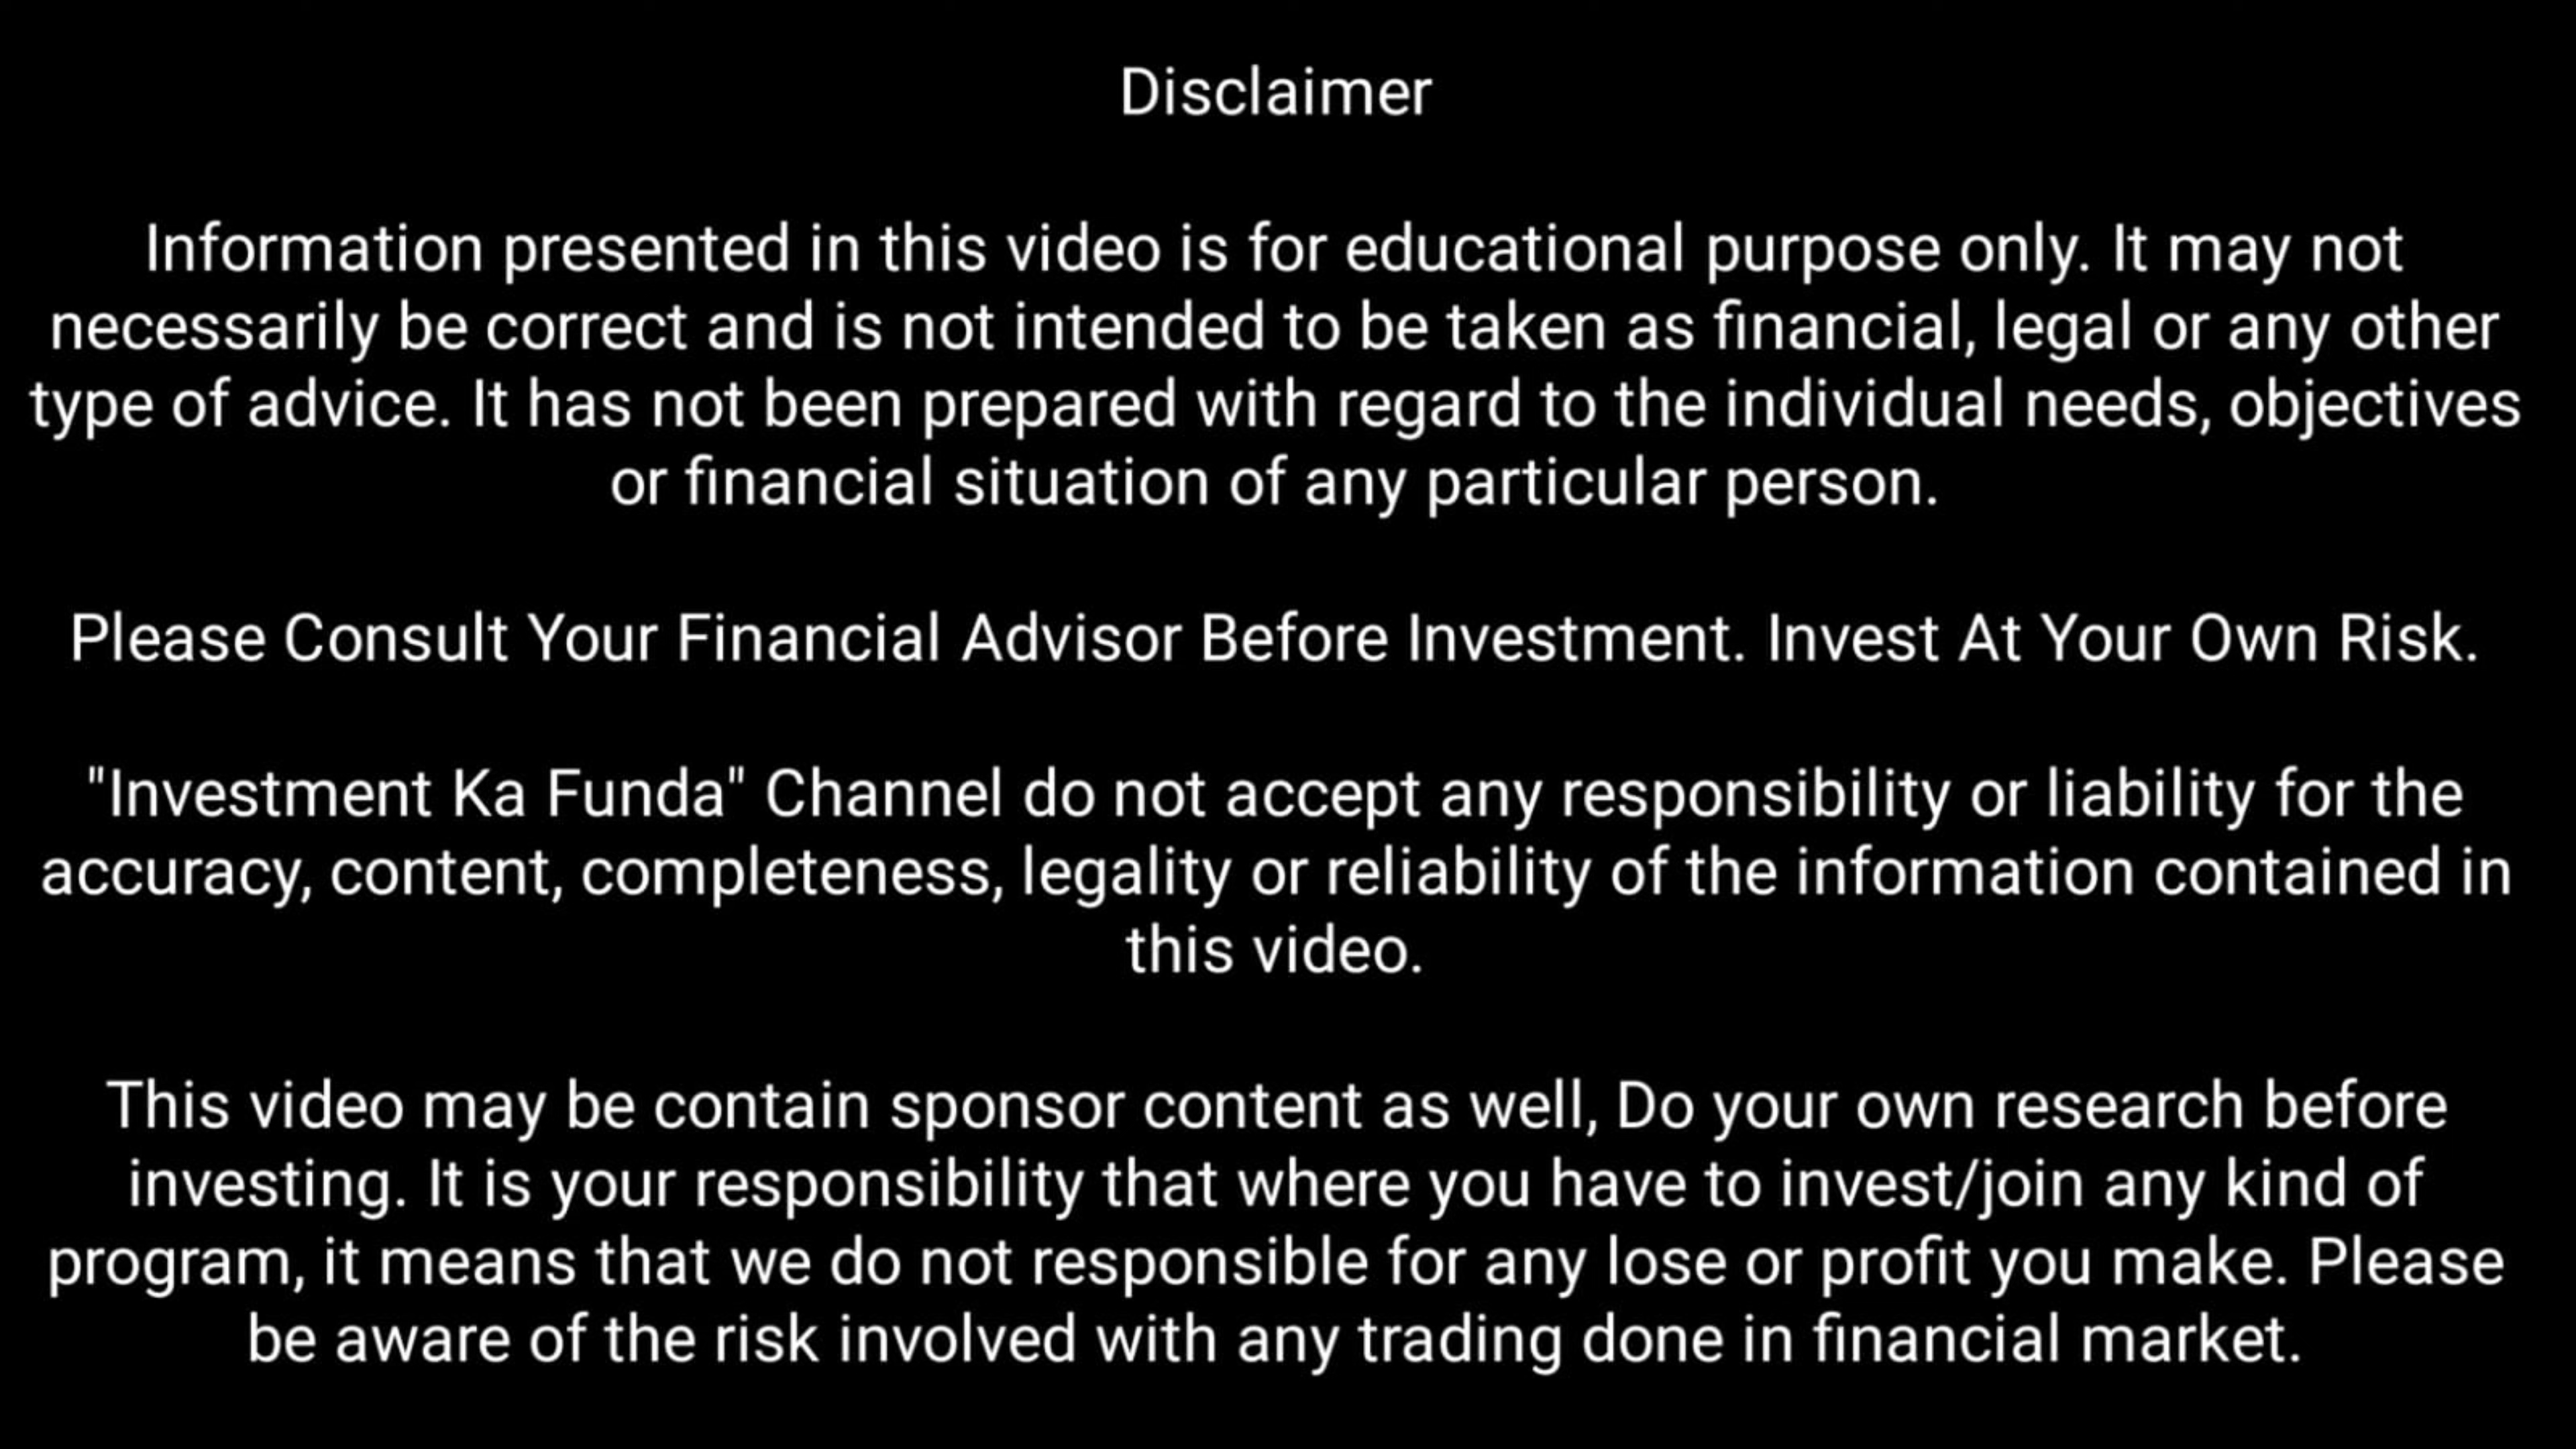 Disclaimer
Information presented in this video is for educational purpose only. It may not
necessarily be correct and is not intended to be taken as financial, legal or any other
type of advice. It has not been prepared with regard to the individual needs, objectives
or financial situation of any particular person.
Please Consult Your Financial Advisor Before Investment. Invest At Your Own Risk.
"Investment Ka Funda" Channel do not accept any responsibility or liability for the
accuracy, content, completeness, legality or reliability of the information contained in
this video.
This video may be contain sponsor content as well, Do your own research before
investing. It is your responsibility that where you have to invest/join any kind of
program, it means that we do not responsible for any lose or profit you make. Please
be aware of the risk involved with any trading done in financial market.